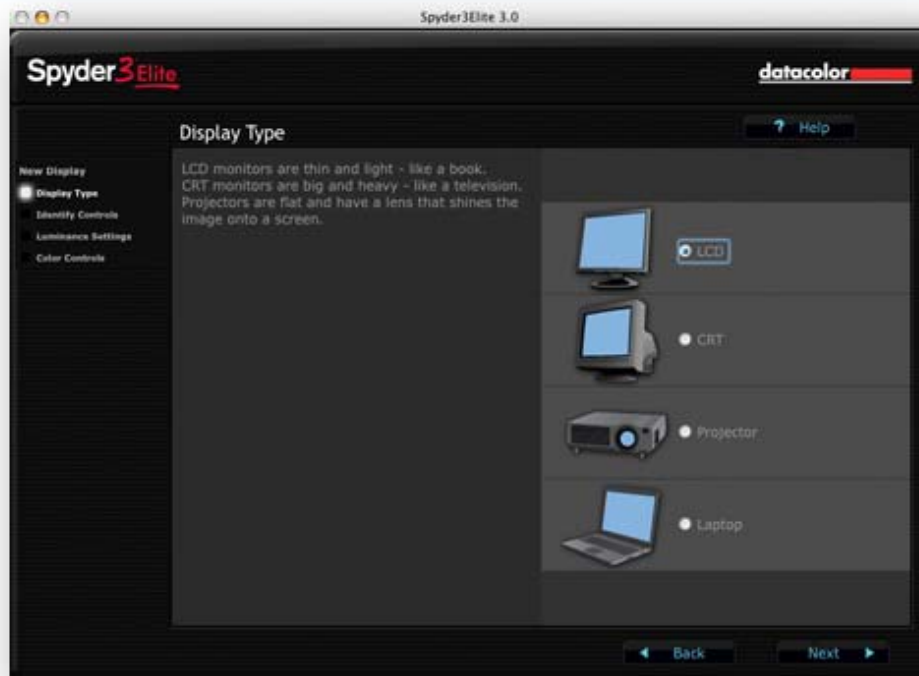 Spyder3Elite 3.0
Spyder3Elite
datacolor
Display Type
? Help
New Display
Display Type
Identify Controls
Luminance Settings
Color Controls
LCD monitors are thin and light - like a book.
CRT monitors are big and heavy - like a television.
Projectors are flat and have a lens that shines the
image onto a screen.
LCD
CRT
Projector
Laptop
Back
Next